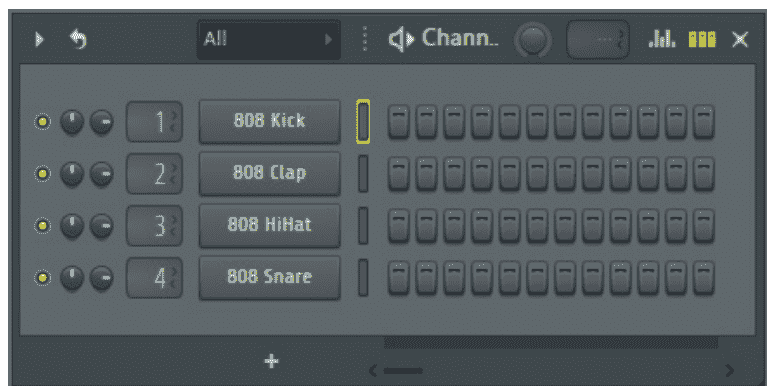 All Chann..
---
1 808 Kick
2 808 Clap
3 808 HiHat
4 808 Snare
+